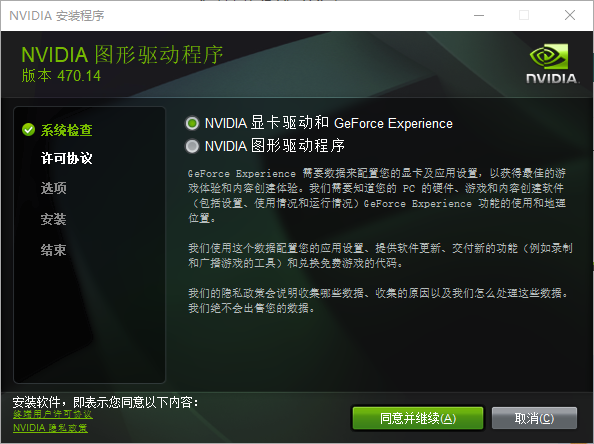 NVIDIA 安装程序
NVIDIA 图形驱动程序
版本 470.14
NVIDIA.
系统检查
许可协议
选项
安装
结束
NVIDIA 显卡驱动和 GeForce Experience
NVIDIA 图形驱动程序
GeForce Experience 需要数据来配置您的显卡及应用设置，以获得最佳的游
戏体验和内容创建体验。我们需要知道您的 PC 的硬件、游戏和内容创建软件
（包括设置、使用情况和运行情况）GeForce Experience 功能的使用和地理
位置。
我们使用这个数据配置您的应用设置、提供软件更新、交付新的功能（例如录制
和广播游戏的工具）和兑换免费游戏的代码。
我们的隐私政策会说明收集哪些数据、收集的原因以及我们怎么处理这些数据。
我们绝不会出售您的数据。
安装软件，即表示您同意以下内容：
终端用户许可协议
NVIDIA 隐私政策
同意并继续(A)
取消(C)